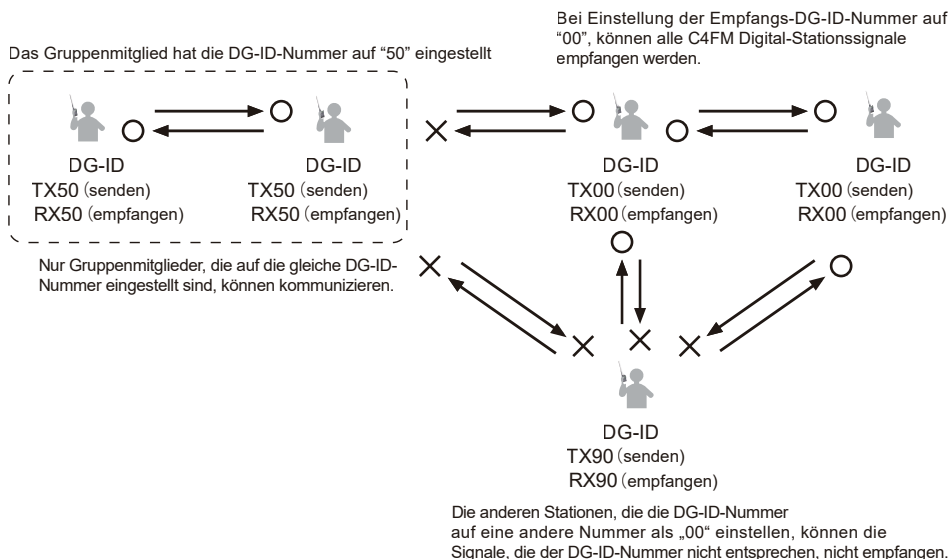 Bei Einstellung der Empfangs-DG-ID-Nummer auf
“00”, können alle C4FM Digital-Stationssignale
empfangen werden.
Das Gruppenmitglied hat die DG-ID-Nummer auf “50” eingestellt
DG-ID
TX50 (senden)
RX50 (empfangen)
DG-ID
TX50 (senden)
RX50 (empfangen)
DG-ID
TX00 (senden)
RX00 (empfangen)
DG-ID
TX00 (senden)
RX00 (empfangen)
Nur Gruppenmitglieder, die auf die gleiche DG-ID-
Nummer eingestellt sind, können kommunizieren.
DG-ID
TX90 (senden)
RX90 (empfangen)
Die anderen Stationen, die die DG-ID-Nummer
auf eine andere Nummer als „00“ einstellen, können die
Signale, die der DG-ID-Nummer nicht entsprechen, nicht empfangen.